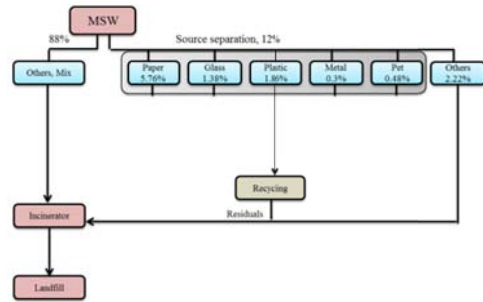 MSW
88%
Source separation, 12%
Others, Mix
Paper
5.76%
Glass
1.38%
Plastic
1.86%
Metal
0.3%
Pet
0.48%
Others
2.22%
Recycing
Residuals
Incinerator
Landfill